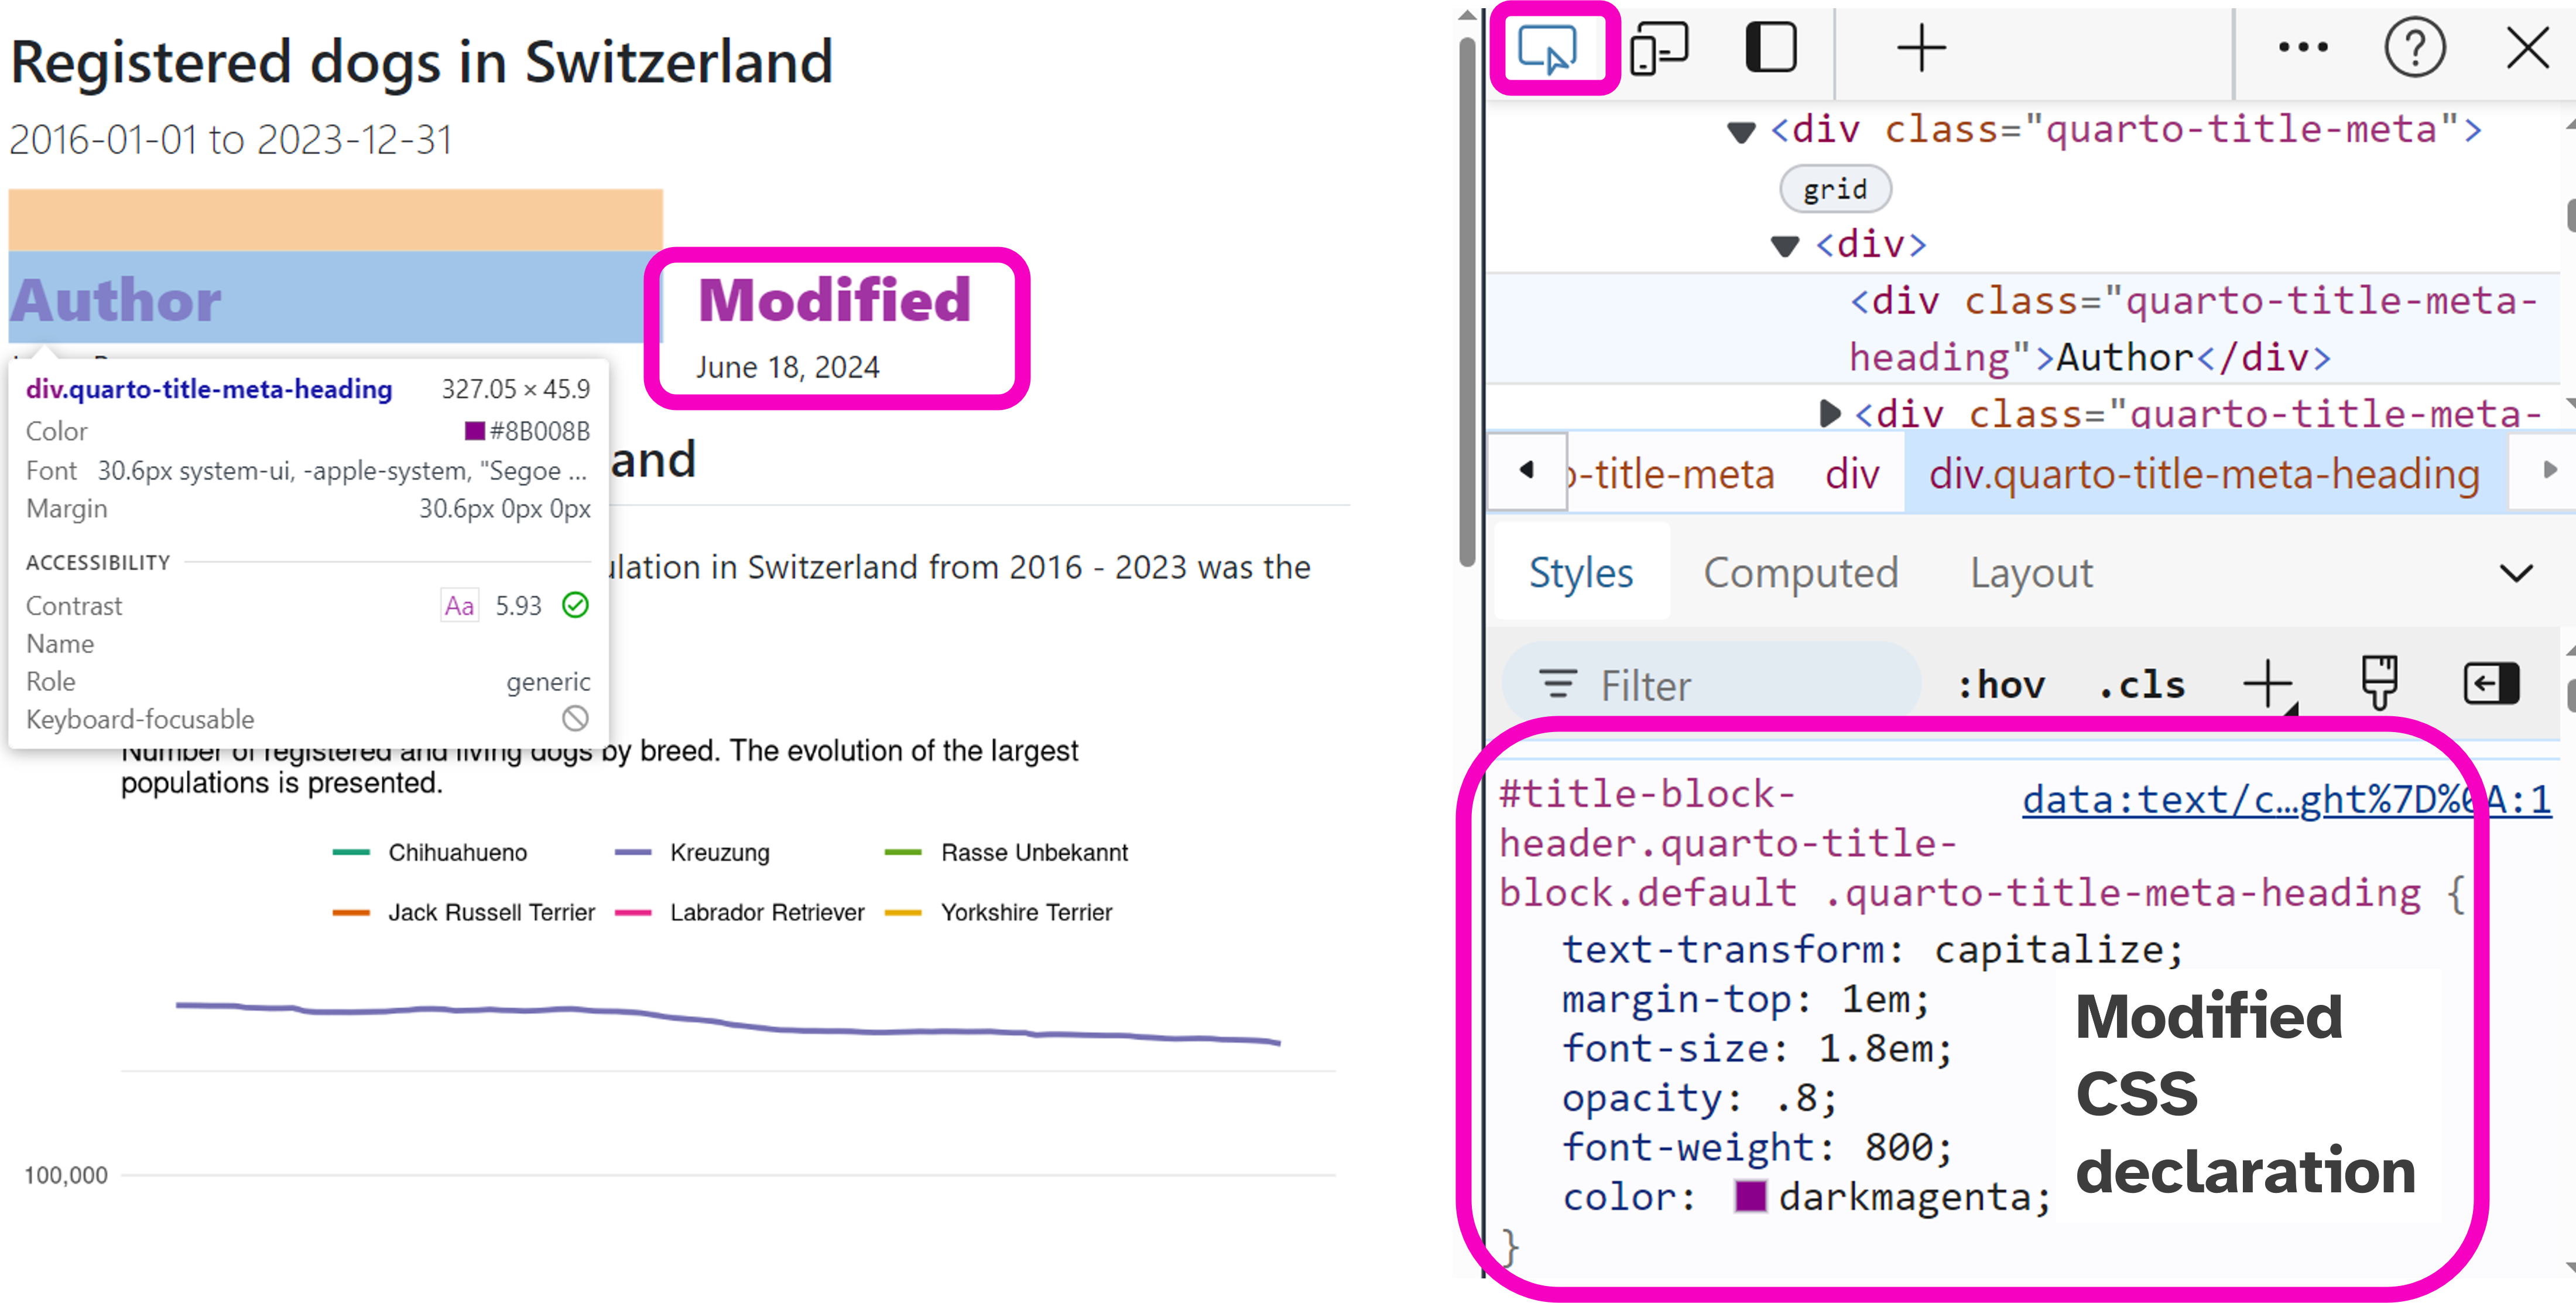 Registered dogs in Switzerland
2016-01-01 to 2023-12-31
Author
Modified
June 18, 2024
div.quarto-title-meta-heading 327.05 × 45.9
Color #8B008B
Font 30.6px system-ui, -apple-system, "Segoe ...
Margin 30.6px 0px 0px
ACCESSIBILITY
Contrast Aa 5.93
Name
Role generic
Keyboard-focusable
and
ulation in Switzerland from 2016 - 2023 was the
Number of registered and living dogs by breed. The evolution of the largest
populations is presented.
Chihuahueno Kreuzung Rasse Unbekannt
Jack Russell Terrier Labrador Retriever Yorkshire Terrier
100,000
<div class="quarto-title-meta">
grid
<div>
<div class="quarto-title-meta-
heading">Author</div>
<div class="quarto-title-meta-
o-title-meta div div.quarto-title-meta-heading
Styles Computed Layout
Filter :hov .cls
#title-block- data:text/c…ght%7D%0A:1
header.quarto-title-
block.default .quarto-title-meta-heading {
text-transform: capitalize;
margin-top: 1em;
font-size: 1.8em;
opacity: .8;
font-weight: 800;
color: darkmagenta;
}
Modified
CSS
declaration